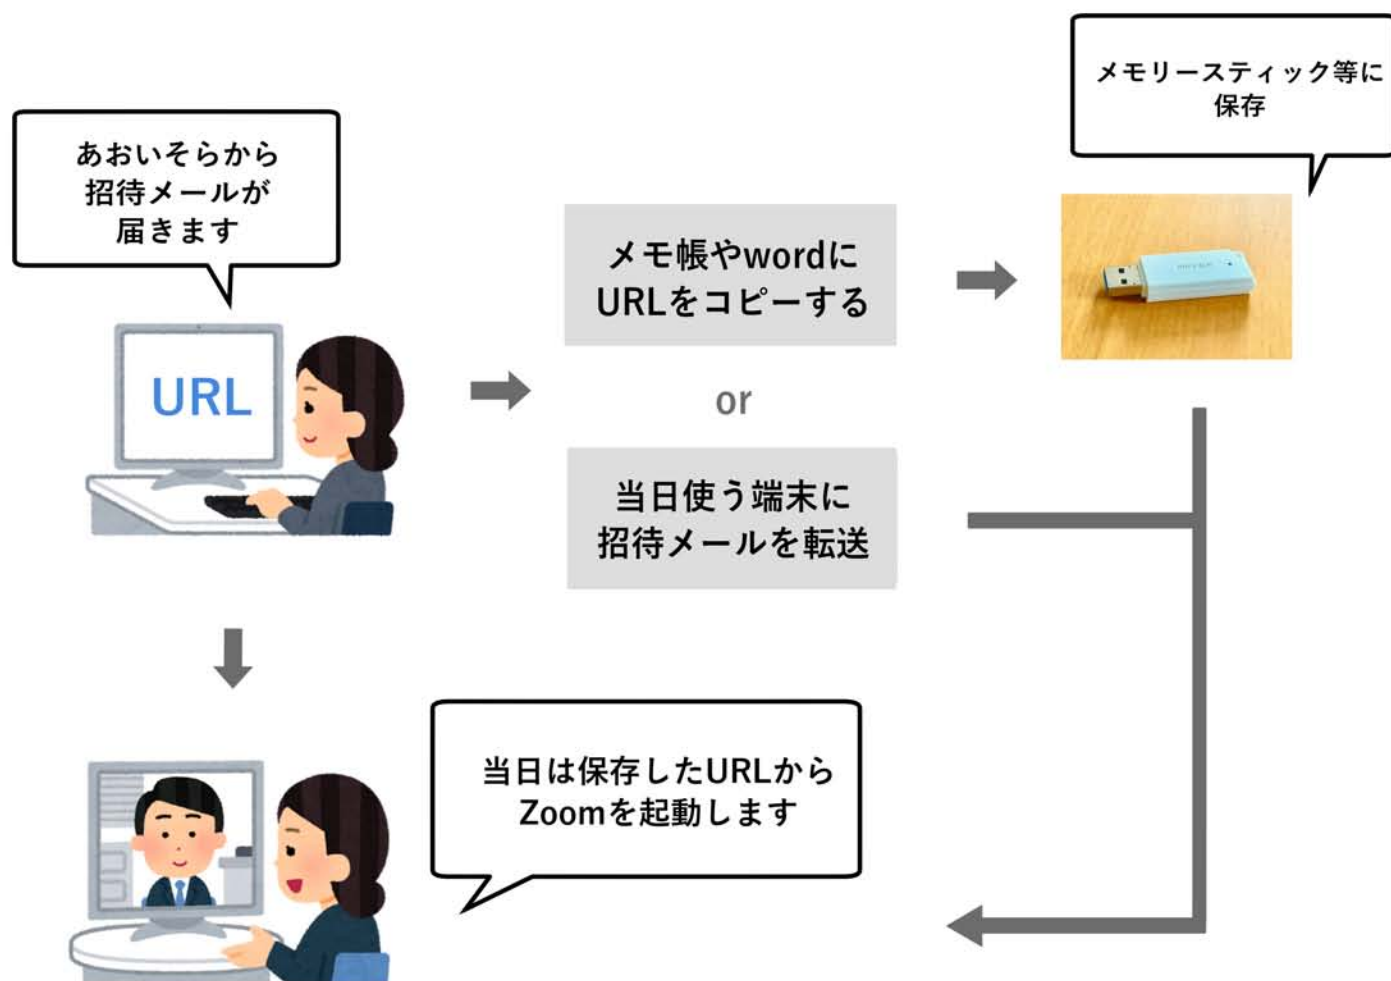 あおいそらから
招待メールが
届きます
URL
メモ帳やwordに
URLをコピーする
or
当日使う端末に
招待メールを転送
メモリースティック等に
保存
当日は保存したURLから
Zoomを起動します